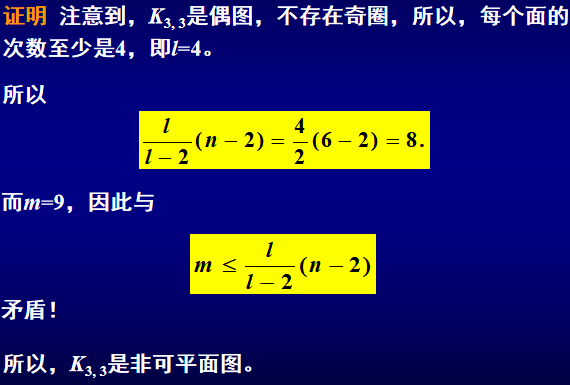 证明 注意到，K3, 3是偶图，不存在奇圈，所以，每个面的
次数至少是4，即l=4。
所以
l/(l − 2) (n − 2) = 4/2 (6 − 2) = 8.
而m=9，因此与
m ≤ l/(l − 2) (n − 2)
矛盾！
所以，K3, 3是非可平面图。